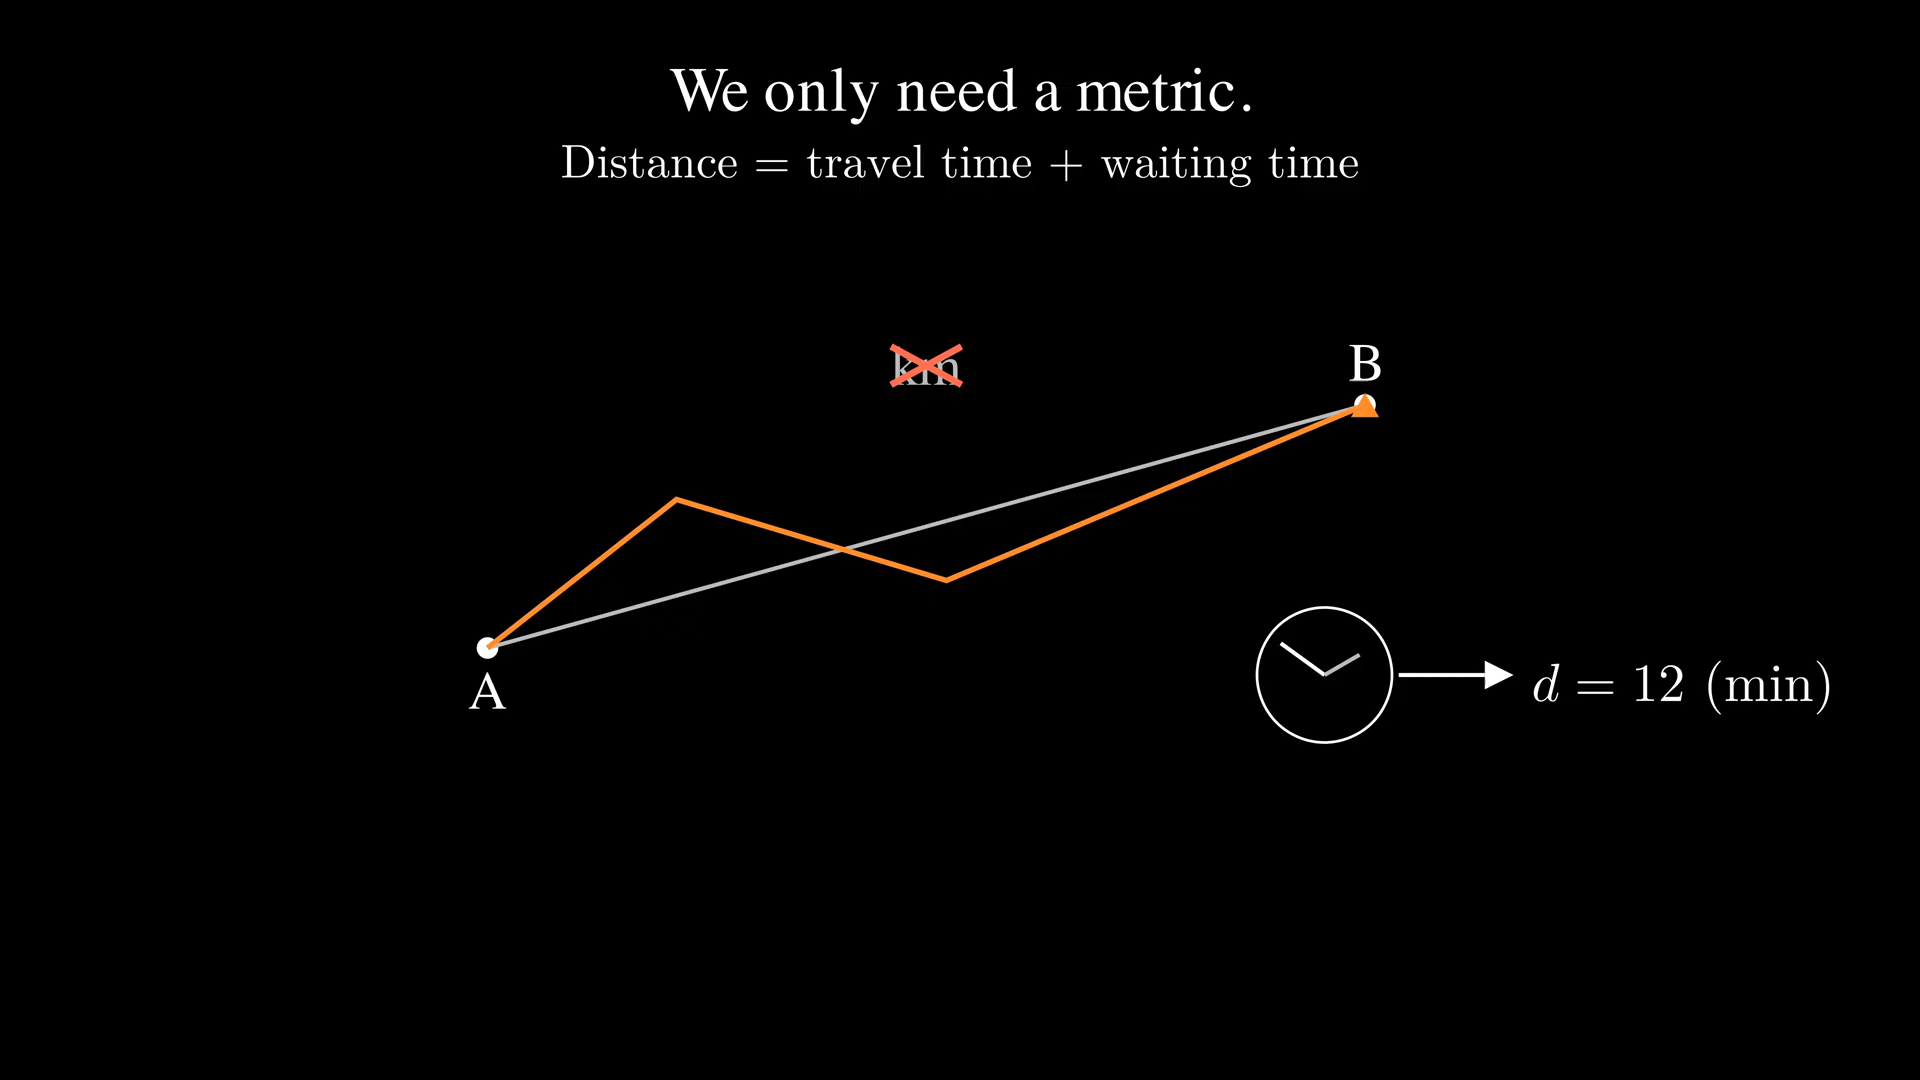 We only need a metric.
Distance = travel time + waiting time
km
B
A
d = 12 (min)